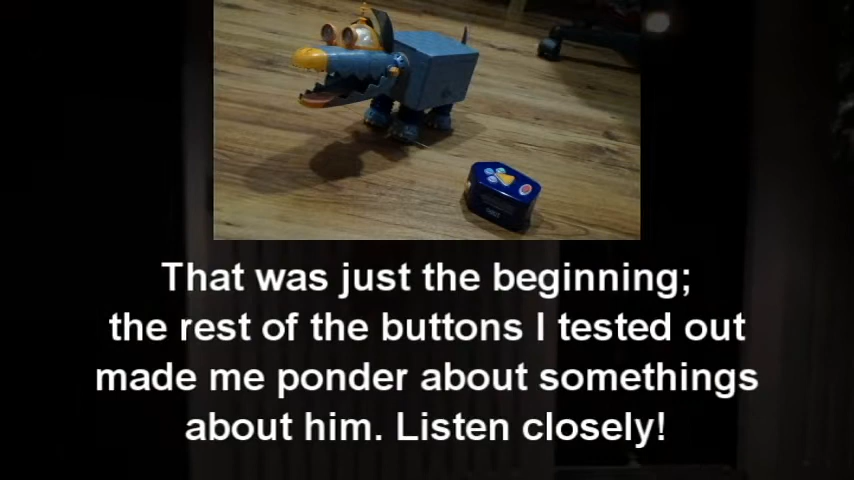 That was just the beginning;
the rest of the buttons I tested out
made me ponder about somethings
about him. Listen closely!